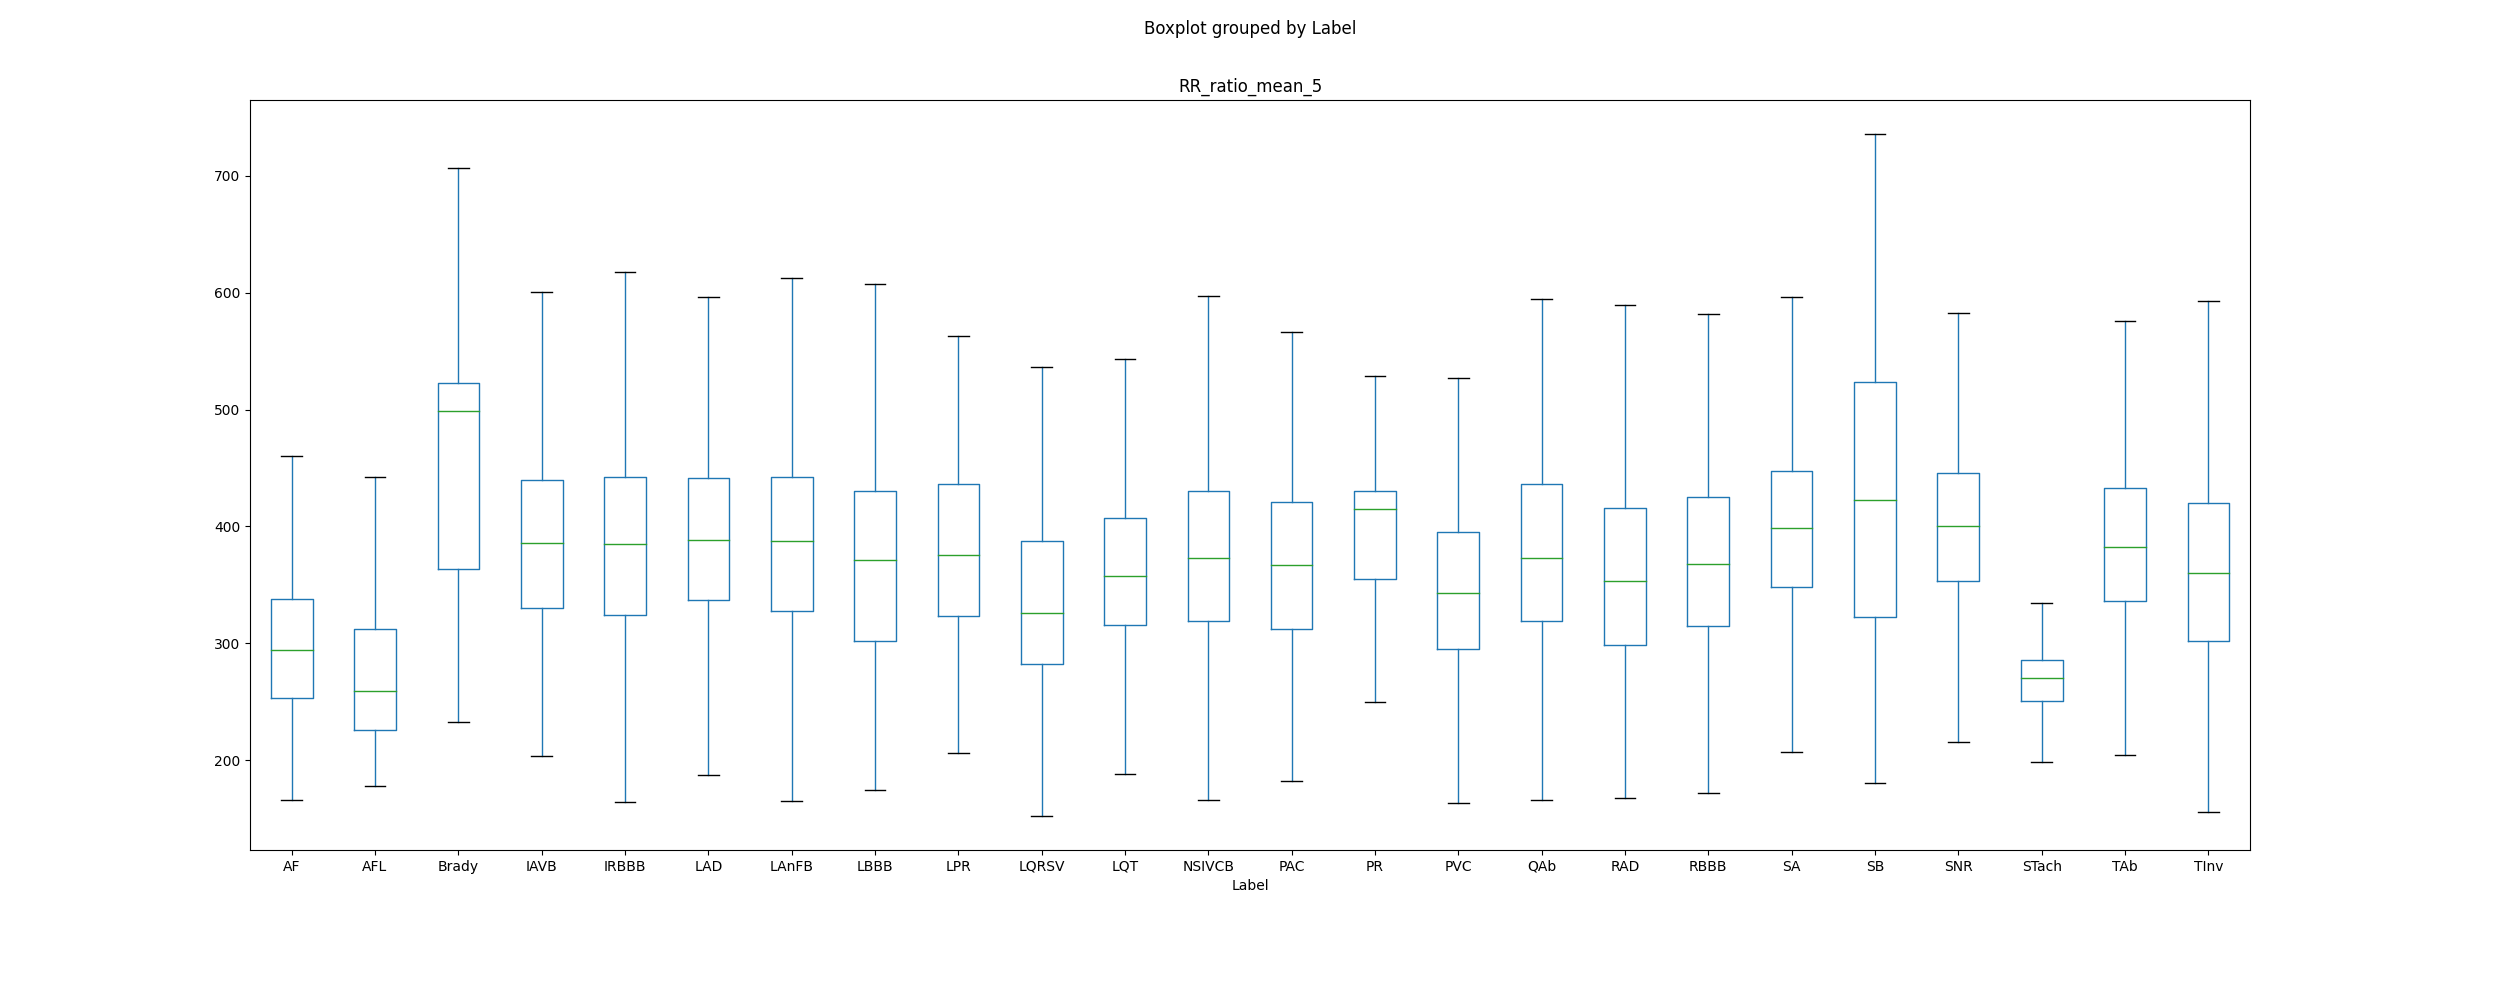 Boxplot grouped by Label
RR_ratio_mean_5
700
600
500
400
300
200
AF AFL Brady IAVB IRBBB LAD LAnFB LBBB LPR LQRSV LQT NSIVCB PAC PR PVC QAb RAD RBBB SA SB SNR STach TAb TInv
Label